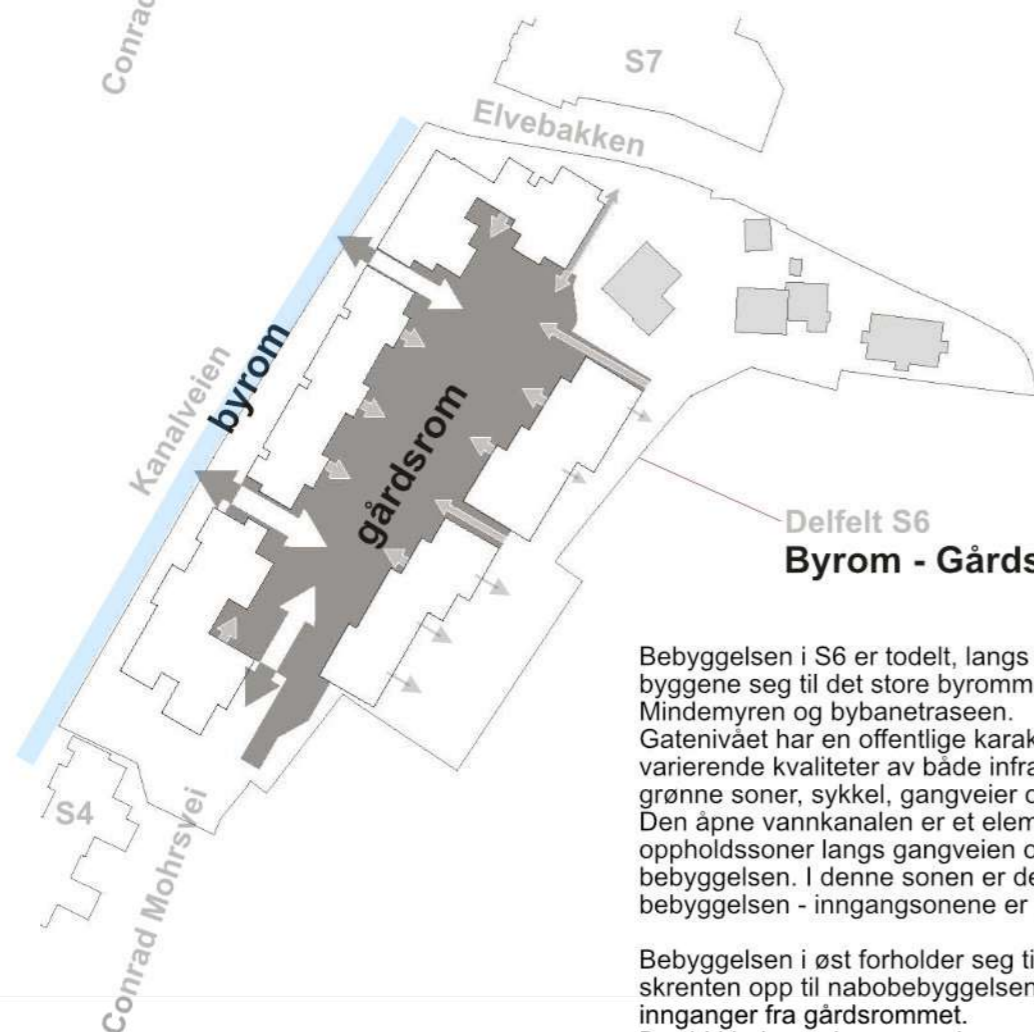 Conrad
S7
Elvebakken
Kanalveien
byrom
gårdsrom
Delfelt S6
Byrom - Gårds
S4
Conrad Mohrsvei
Bebyggelsen i S6 er todelt, langs
byggene seg til det store byromm
Mindemyren og bybanetraseen.
Gatenivået har en offentlige karak
varierende kvaliteter av både infra
grønne soner, sykkel, gangveier o
Den åpne vannkanalen er et elem
oppholdssoner langs gangveien o
bebyggelsen. I denne sonen er de
bebyggelsen - inngangsonene er
Bebyggelsen i øst forholder seg ti
skrenten opp til nabobebyggelsen
innganger fra gårdsrommet.